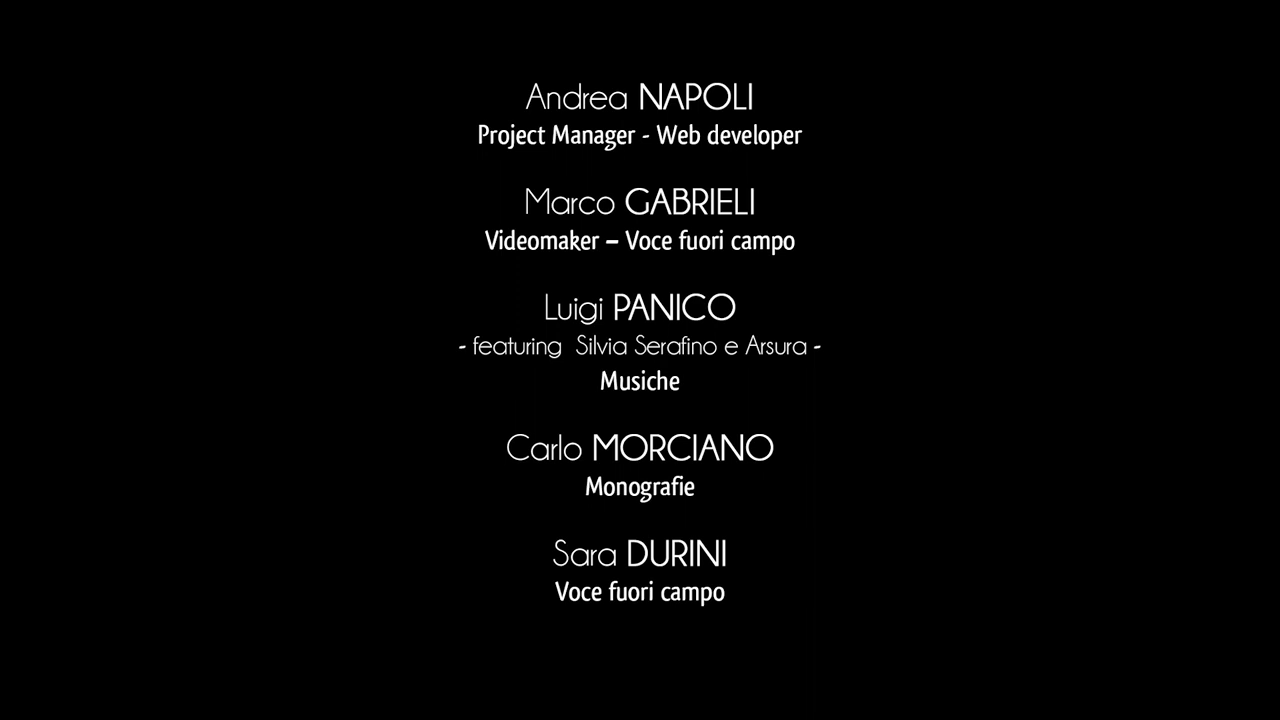 Andrea NAPOLI
Project Manager - Web developer
Marco GABRIELI
Videomaker – Voce fuori campo
Luigi PANICO
- featuring Silvia Serafino e Arsura -
Musiche
Carlo MORCIANO
Monografie
Sara DURINI
Voce fuori campo